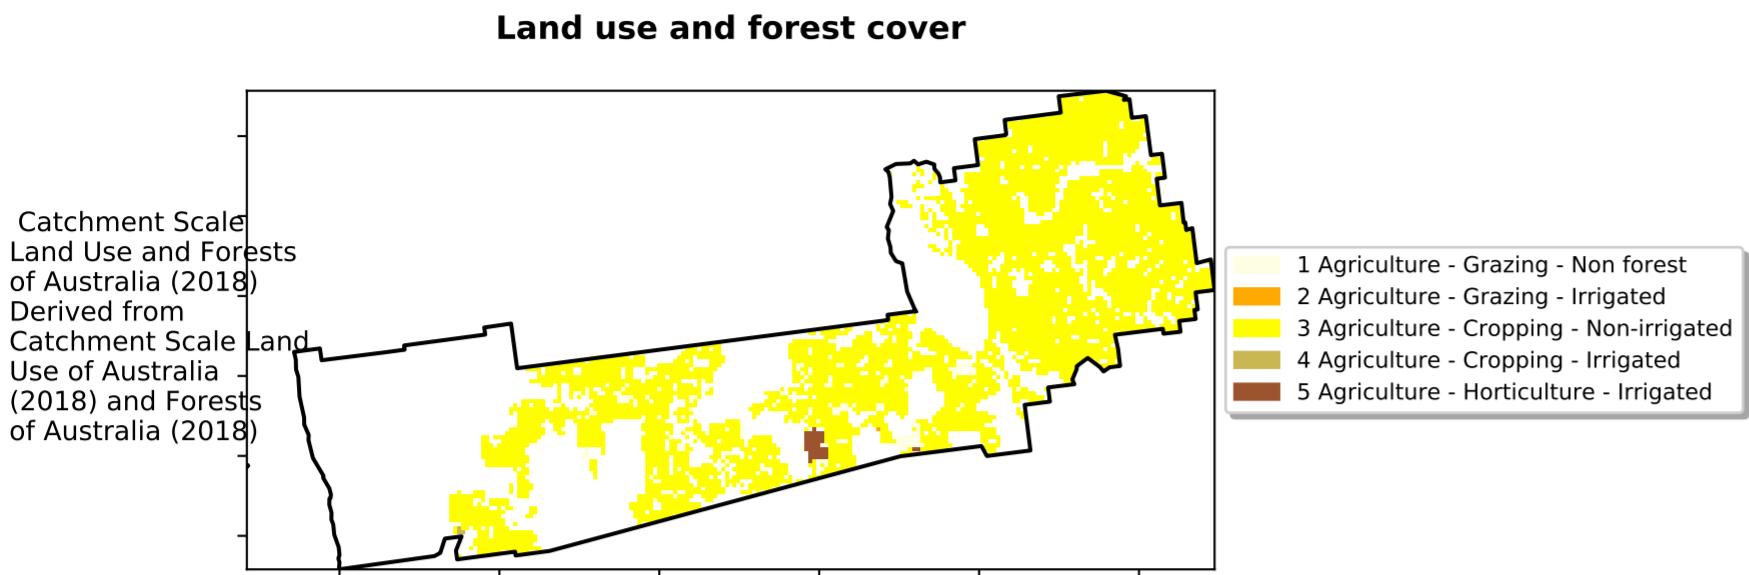 Land use and forest cover
Catchment Scale
Land Use and Forests
of Australia (2018)
Derived from
Catchment Scale Land
Use of Australia
(2018) and Forests
of Australia (2018)
1 Agriculture - Grazing - Non forest
2 Agriculture - Grazing - Irrigated
3 Agriculture - Cropping - Non-irrigated
4 Agriculture - Cropping - Irrigated
5 Agriculture - Horticulture - Irrigated